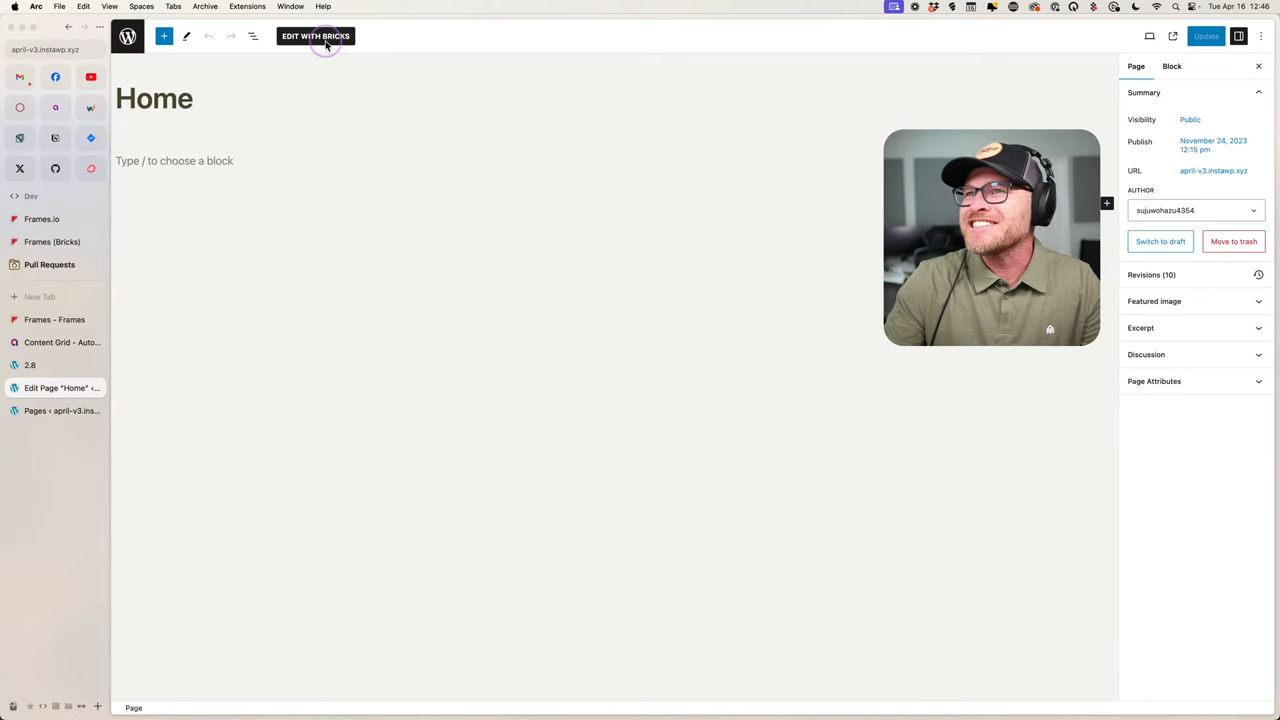 Arc File Edit View Spaces Tabs Archive Extensions Window Help
Tue Apr 16 12:46
april-v3.instawp.xyz
EDIT WITH BRICKS
Update
Home
Type / to choose a block
Dev
Frames.io
Frames (Bricks)
Pull Requests
New Tab
Frames - Frames
Content Grid - Auto...
2.8
Edit Page "Home" ‹...
Pages ‹ april-v3.ins...
Page Block
Summary
Visibility Public
Publish November 24, 2023
12:15 pm
URL april-v3.instawp.xyz
AUTHOR
sujuwohazu4354
Switch to draft Move to trash
Revisions (10)
Featured image
Excerpt
Discussion
Page Attributes
Page